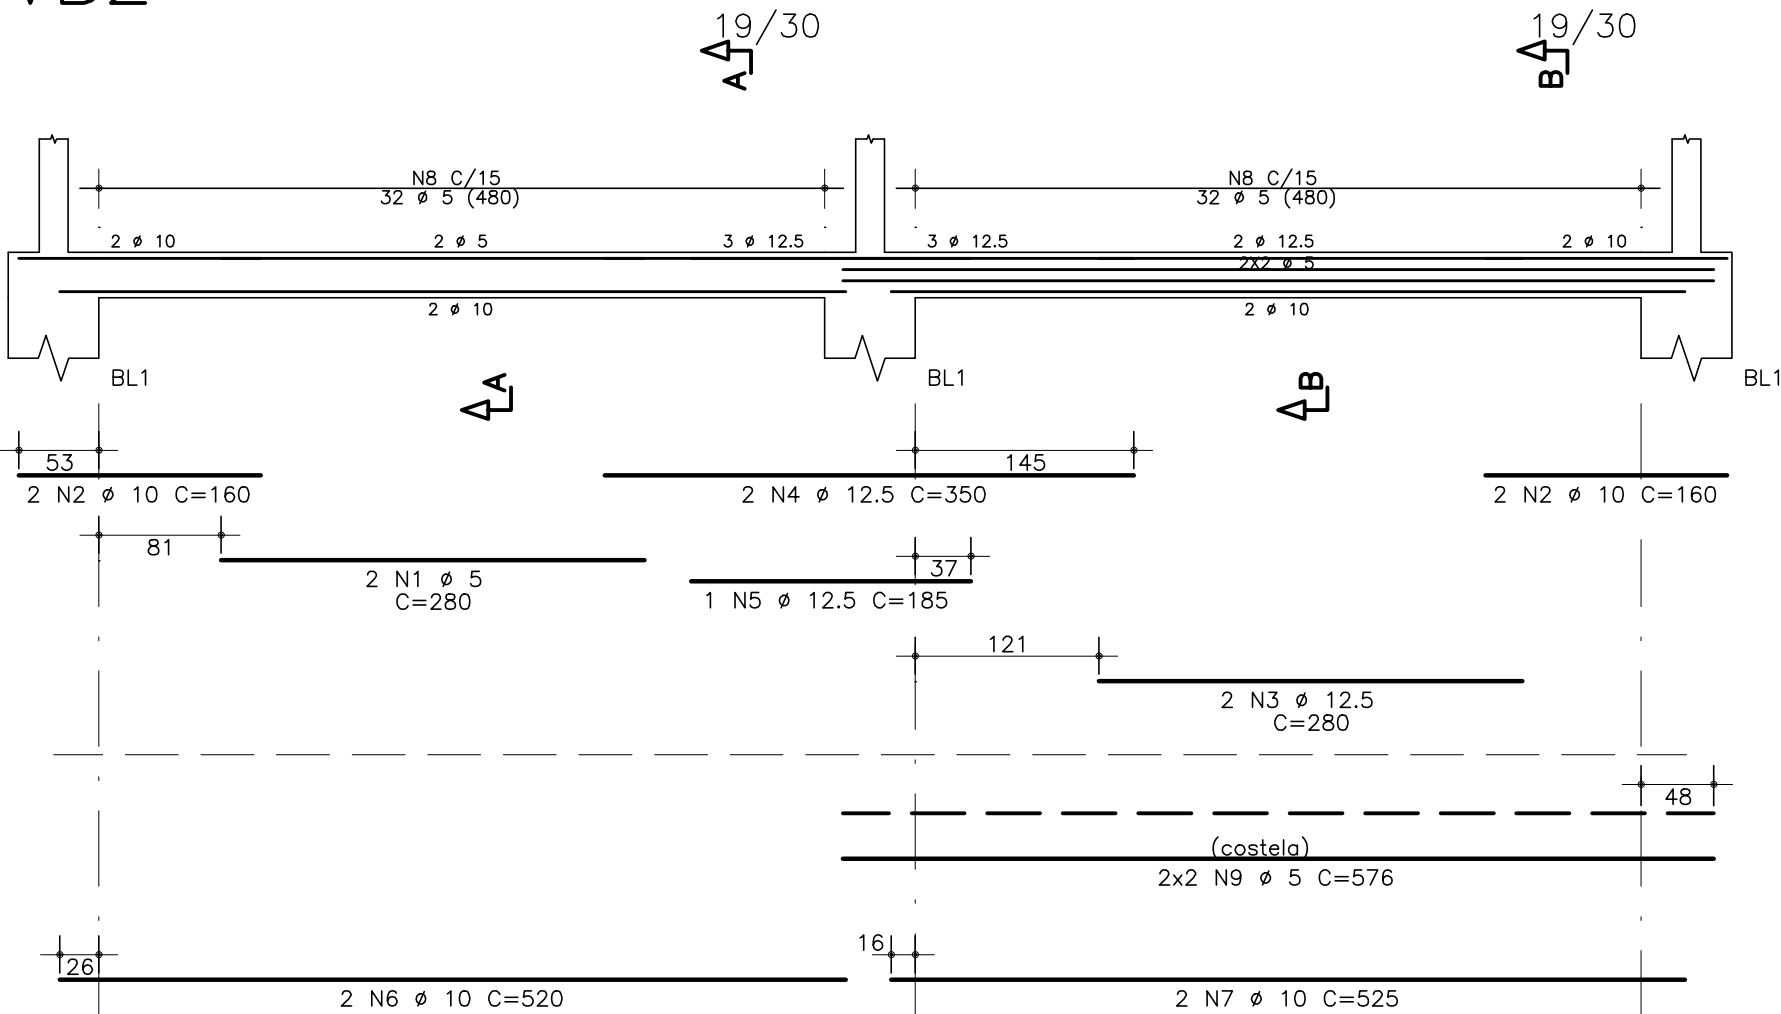 VB2
19/30
19/30
A
B
N8 C/15
32 ø 5 (480)
N8 C/15
32 ø 5 (480)
2 ø 10
2 ø 5
3 ø 12.5
3 ø 12.5
2 ø 12.5
2 ø 10
2X2 ø 5
2 ø 10
2 ø 10
BL1
BL1
BL1
A
B
53
145
2 N2 ø 10 C=160
2 N4 ø 12.5 C=350
2 N2 ø 10 C=160
81
37
2 N1 ø 5
C=280
1 N5 ø 12.5 C=185
121
2 N3 ø 12.5
C=280
48
(costela)
2x2 N9 ø 5 C=576
26
16
2 N6 ø 10 C=520
2 N7 ø 10 C=525